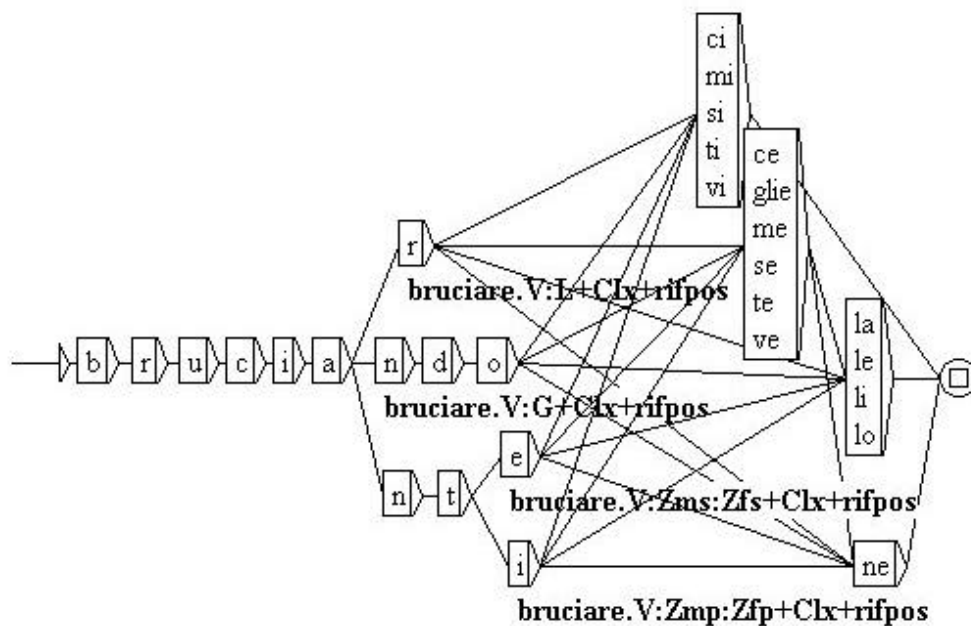 ci
mi
si
ti
vi
ce
glie
me
se
te
ve
r
bruciare.V:L+Clx+rifpos
la
le
li
lo
b r u c i a n d o
bruciare.V:G+Clx+rifpos
e
n t
bruciare.V:Zms:Zfs+Clx+rifpos
i
ne
bruciare.V:Zmp:Zfp+Clx+rifpos